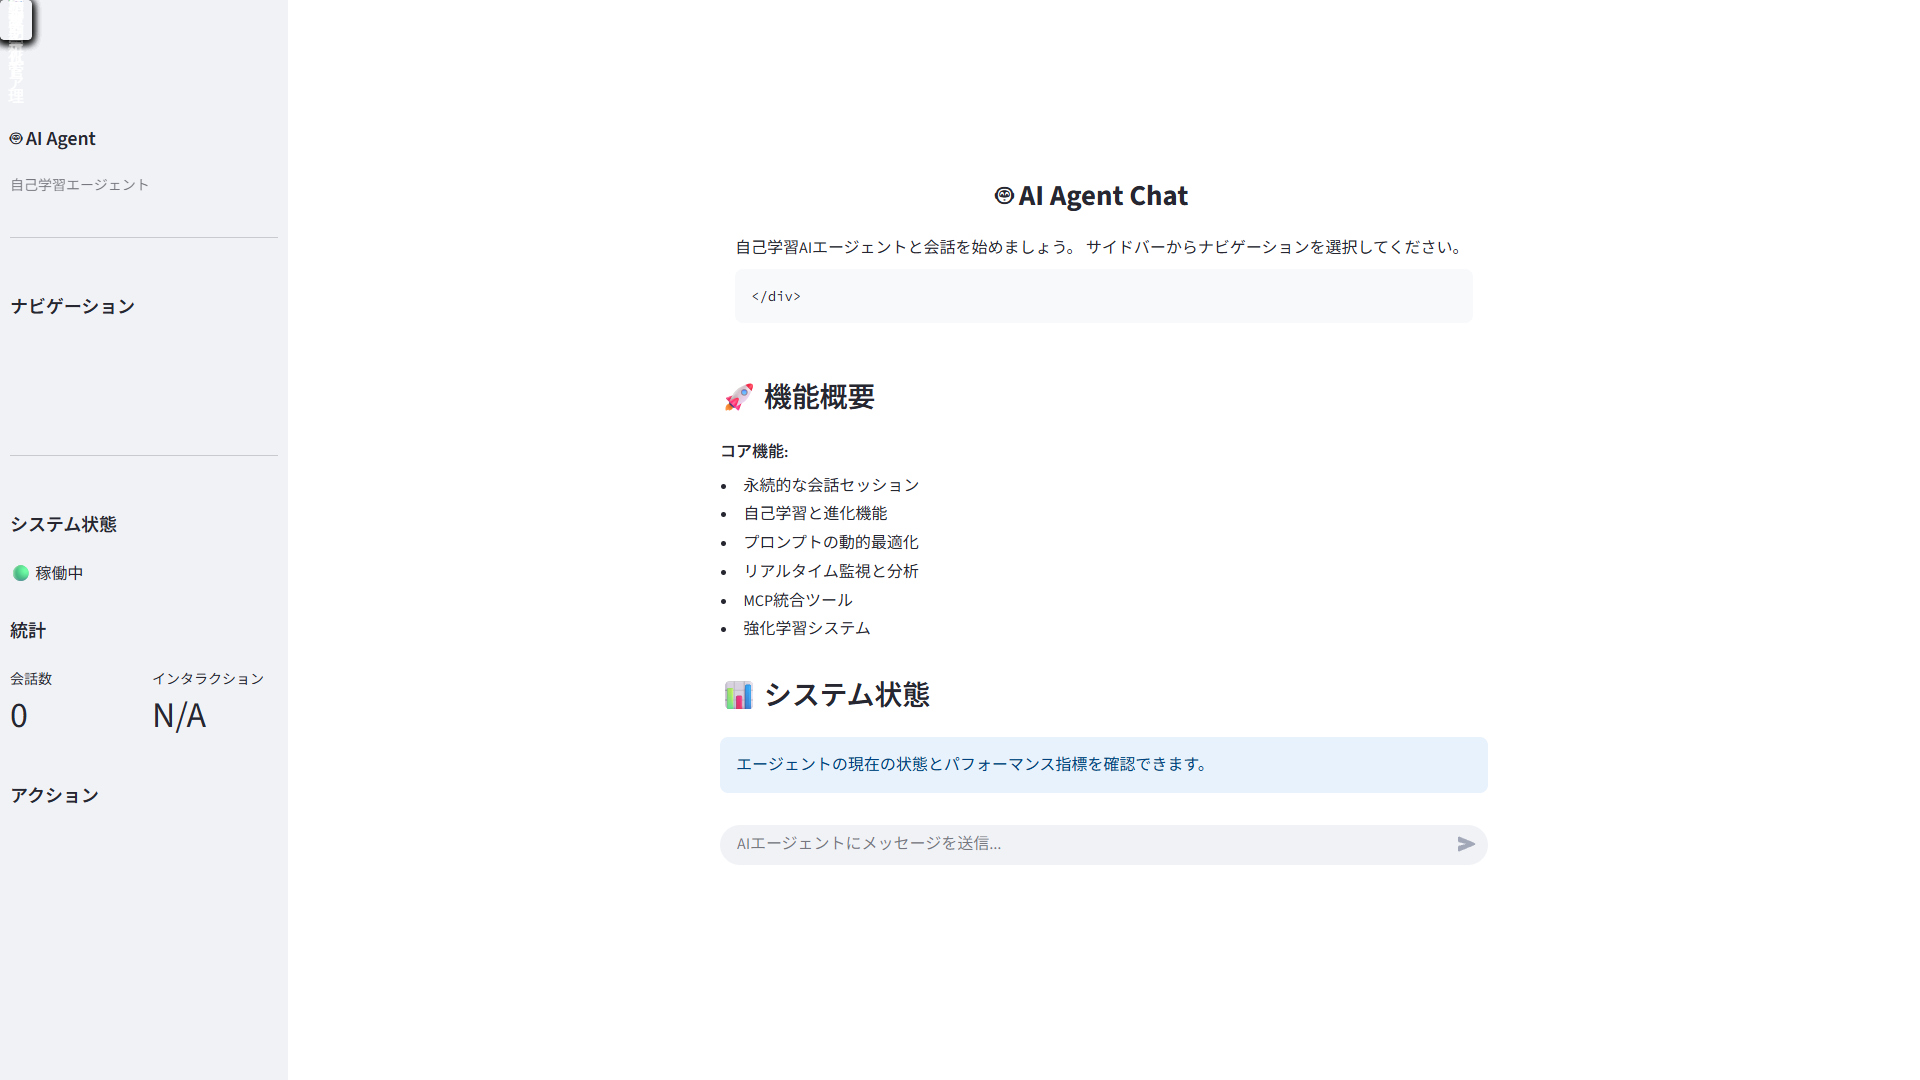 AI Agent
自己学習エージェント
ナビゲーション
システム状態
稼働中
統計
会話数 インタラクション
0 N/A
アクション
AI Agent Chat
自己学習AIエージェントと会話を始めましょう。 サイドバーからナビゲーションを選択してください。
</div>
機能概要
コア機能:
永続的な会話セッション
自己学習と進化機能
プロンプトの動的最適化
リアルタイム監視と分析
MCP統合ツール
強化学習システム
システム状態
エージェントの現在の状態とパフォーマンス指標を確認できます。
AIエージェントにメッセージを送信...